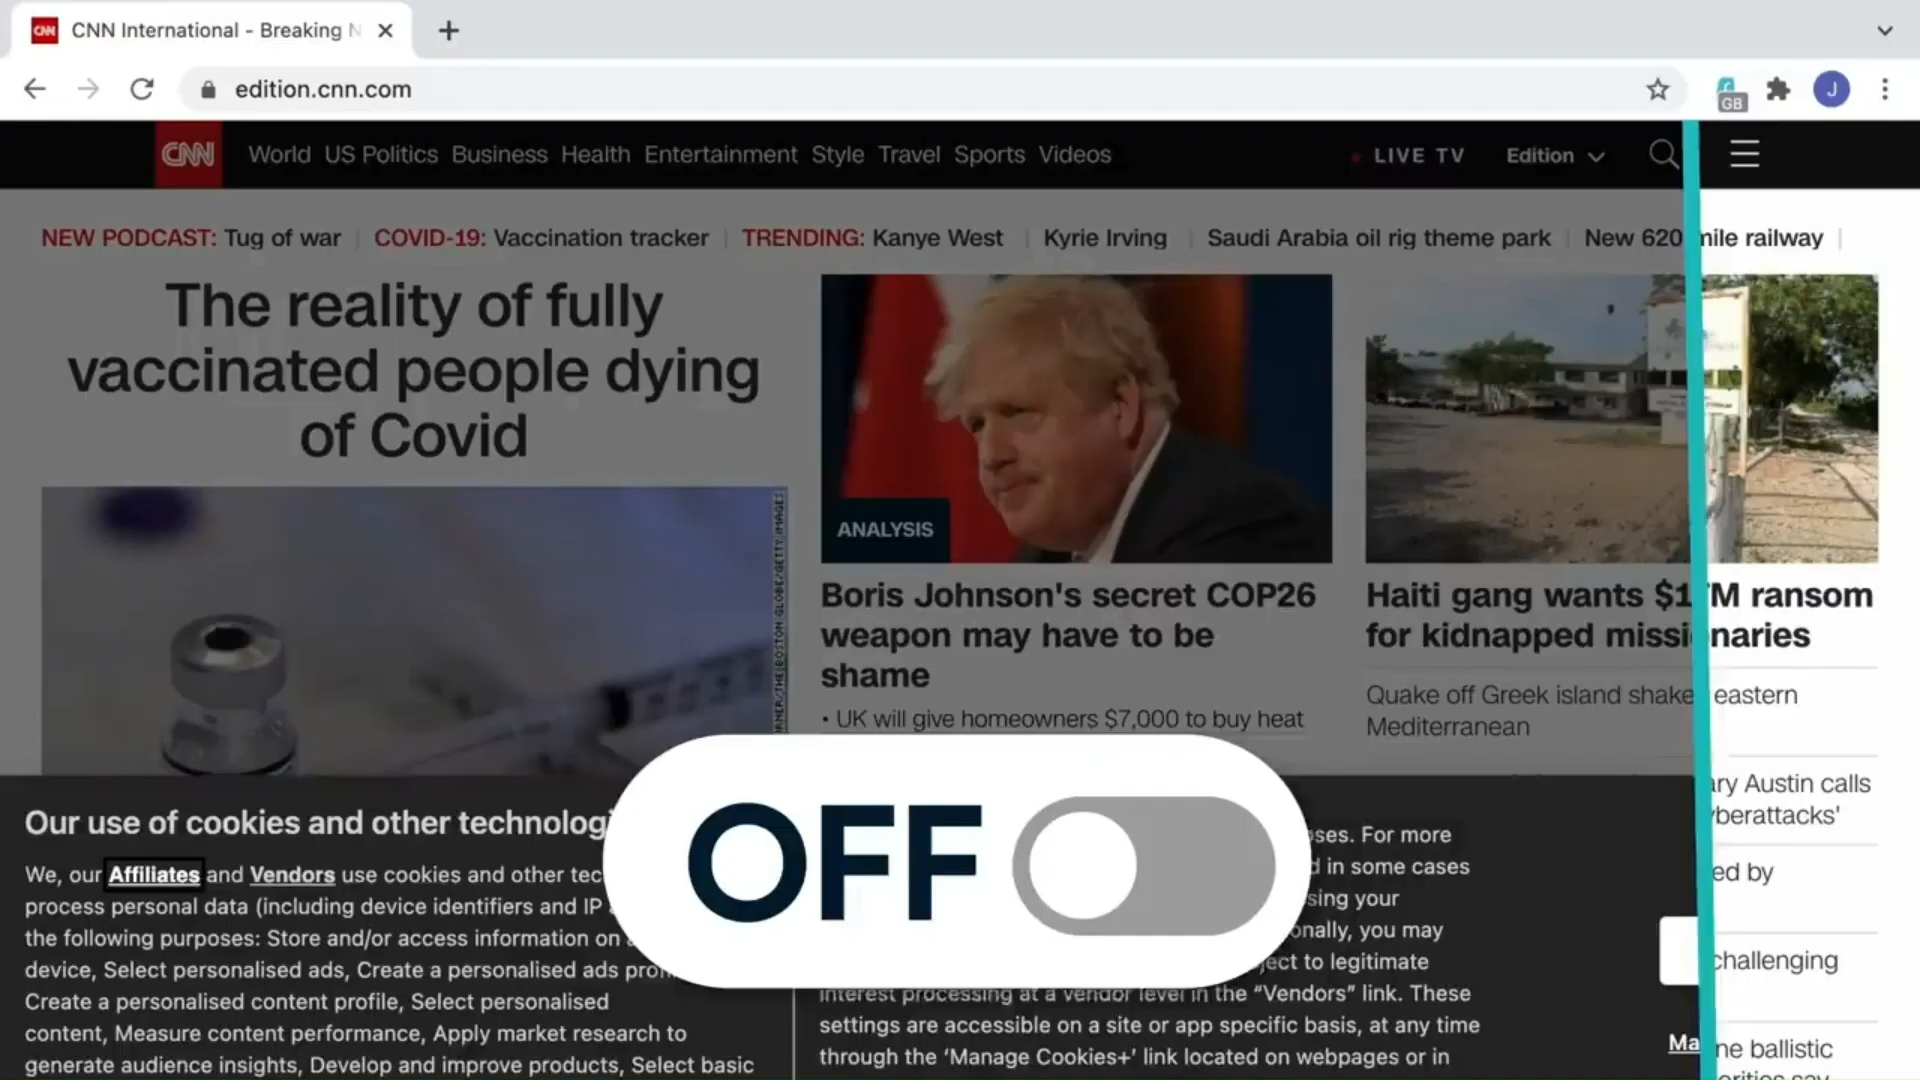 CNN International - Breaking N
edition.cnn.com
GB
J
CNN World US Politics Business Health Entertainment Style Travel Sports Videos LIVE TV Edition
NEW PODCAST: Tug of war COVID-19: Vaccination tracker TRENDING: Kanye West Kyrie Irving Saudi Arabia oil rig theme park New 620 mile railway
The reality of fully
vaccinated people dying
of Covid
ANALYSIS
Boris Johnson's secret COP26
weapon may have to be
shame
• UK will give homeowners $7,000 to buy heat
Haiti gang wants $17M ransom
for kidnapped missionaries
Quake off Greek island shakes eastern
Mediterranean
ary Austin calls
yberattacks'
ed by
challenging
ne ballistic
Our use of cookies and other technologi
We, our Affiliates and Vendors use cookies and other tec
process personal data (including device identifiers and IP
the following purposes: Store and/or access information on
device, Select personalised ads, Create a personalised ads
Create a personalised content profile, Select personalised
content, Measure content performance, Apply market research to
generate audience insights, Develop and improve products, Select basic
OFF
oses. For more
d in some cases
sing your
onally, you may
ject to legitimate
interest processing at a vendor level in the “Vendors” link. These
settings are accessible on a site or app specific basis, at any time
through the ‘Manage Cookies+’ link located on webpages or in
Ma